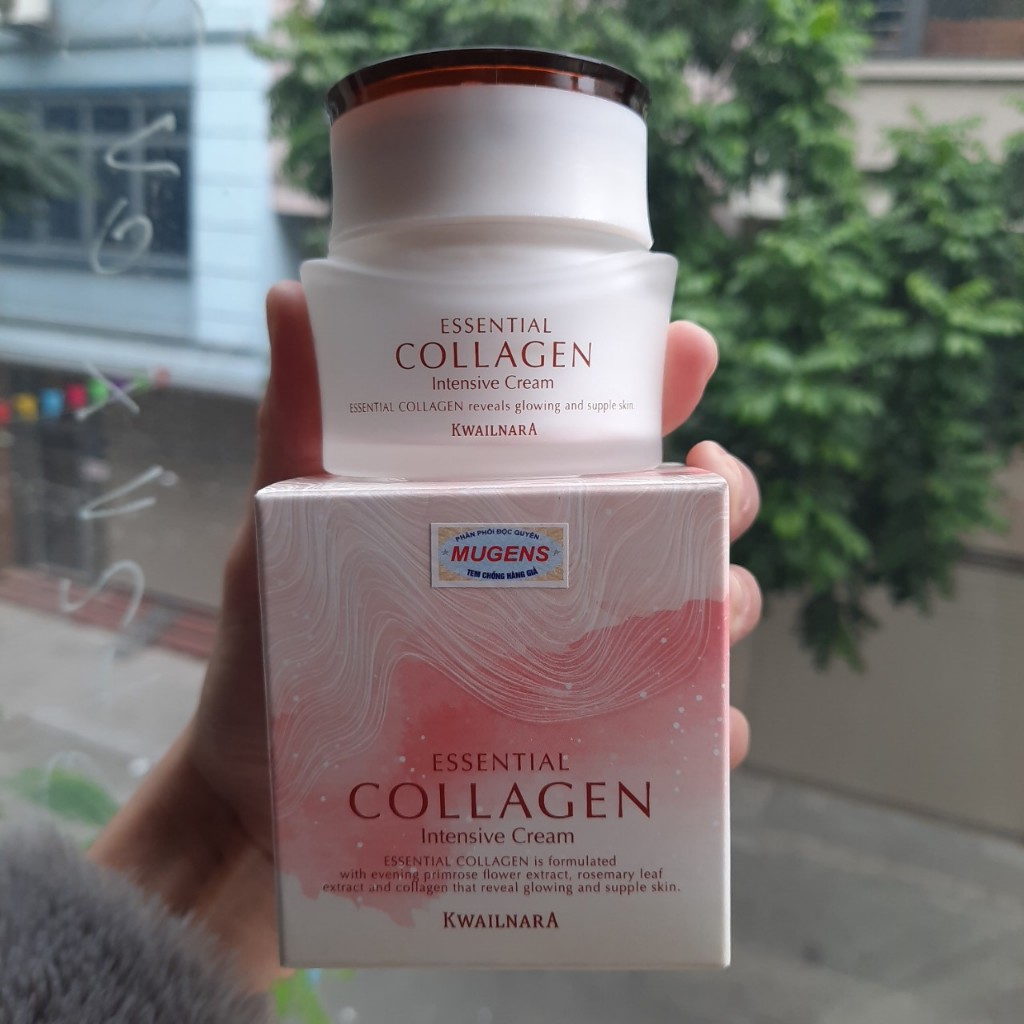 ESSENTIAL
COLLAGEN
Intensive Cream
ESSENTIAL COLLAGEN reveals glowing and supple skin.
KWAILNARA
PHÂN PHỐI ĐỘC QUYỀN
MUGENS
TEM CHỐNG HÀNG GIẢ
ESSENTIAL
COLLAGEN
Intensive Cream
ESSENTIAL COLLAGEN is formulated
with evening primrose flower extract, rosemary leaf
extract and collagen that reveal glowing and supple skin.
KWAILNARA